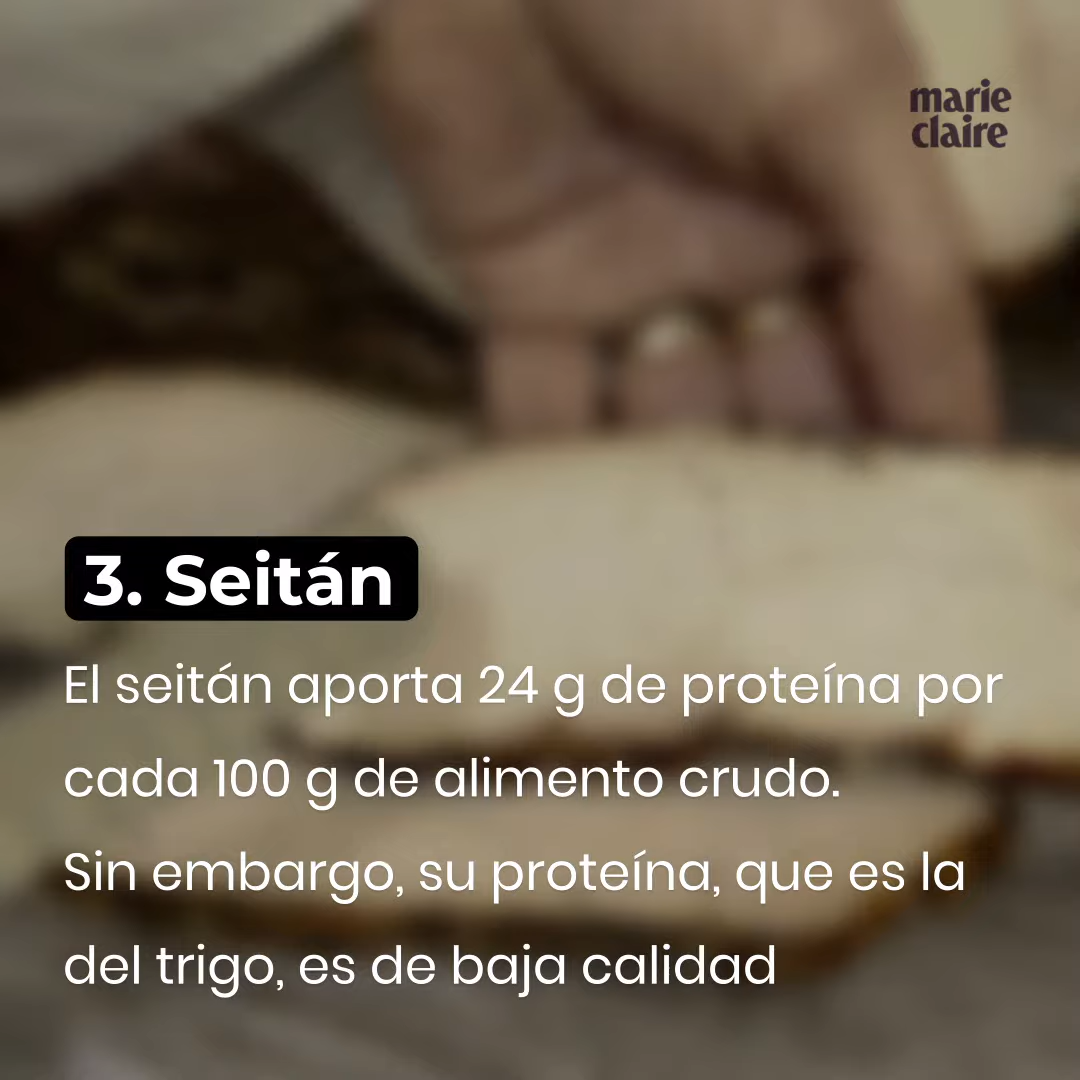 marie
claire
3. Seitán
El seitán aporta 24 g de proteína por
cada 100 g de alimento crudo.
Sin embargo, su proteína, que es la
del trigo, es de baja calidad